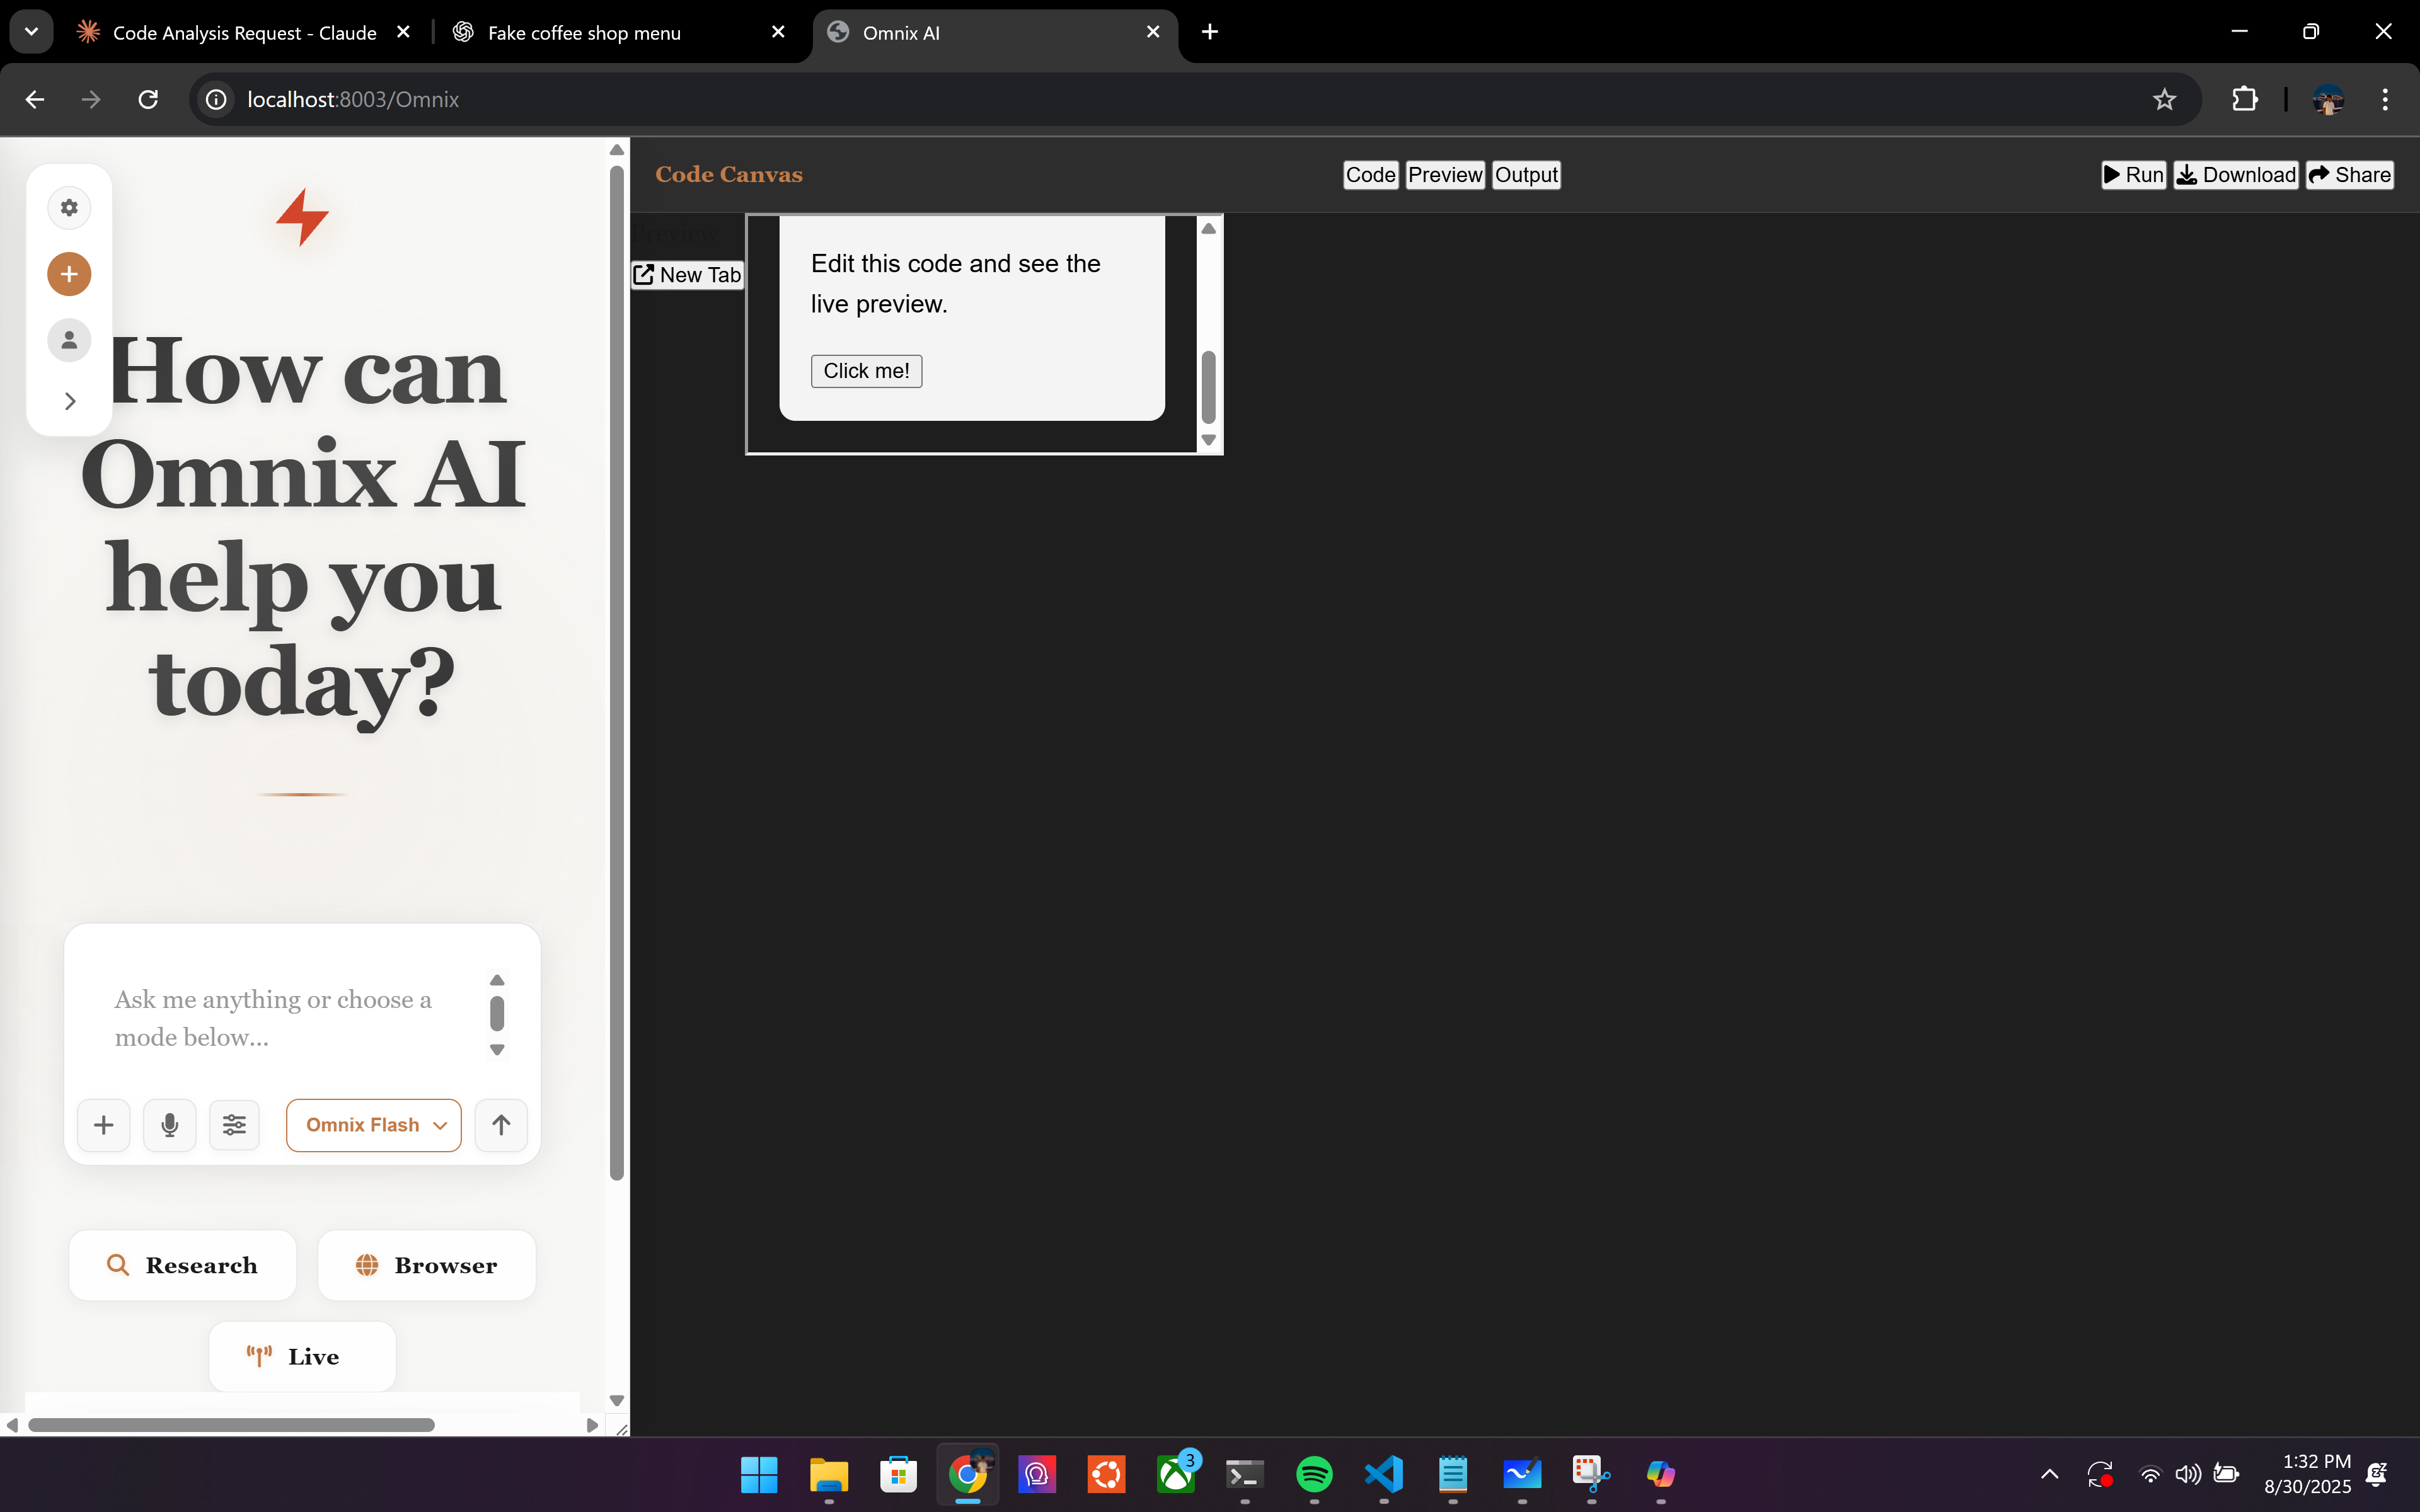 Code Analysis Request - Claude
Fake coffee shop menu
Omnix AI
localhost:8003/Omnix
Code Canvas
Code
Preview
Output
Run
Download
Share
Preview
New Tab
Edit this code and see the
live preview.
Click me!
How can
Omnix AI
help you
today?
Ask me anything or choose a
mode below...
Omnix Flash
Research
Browser
Live
3
1:32 PM
8/30/2025